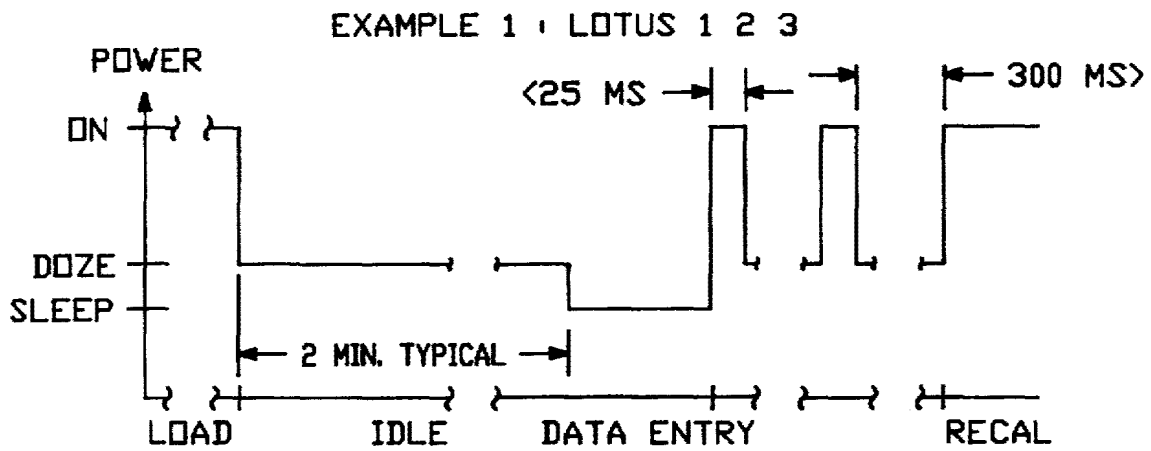 EXAMPLE 1 : LOTUS 1 2 3
POWER
<25 MS
300 MS>
ON
DOZE
SLEEP
2 MIN. TYPICAL
LOAD IDLE DATA ENTRY RECAL